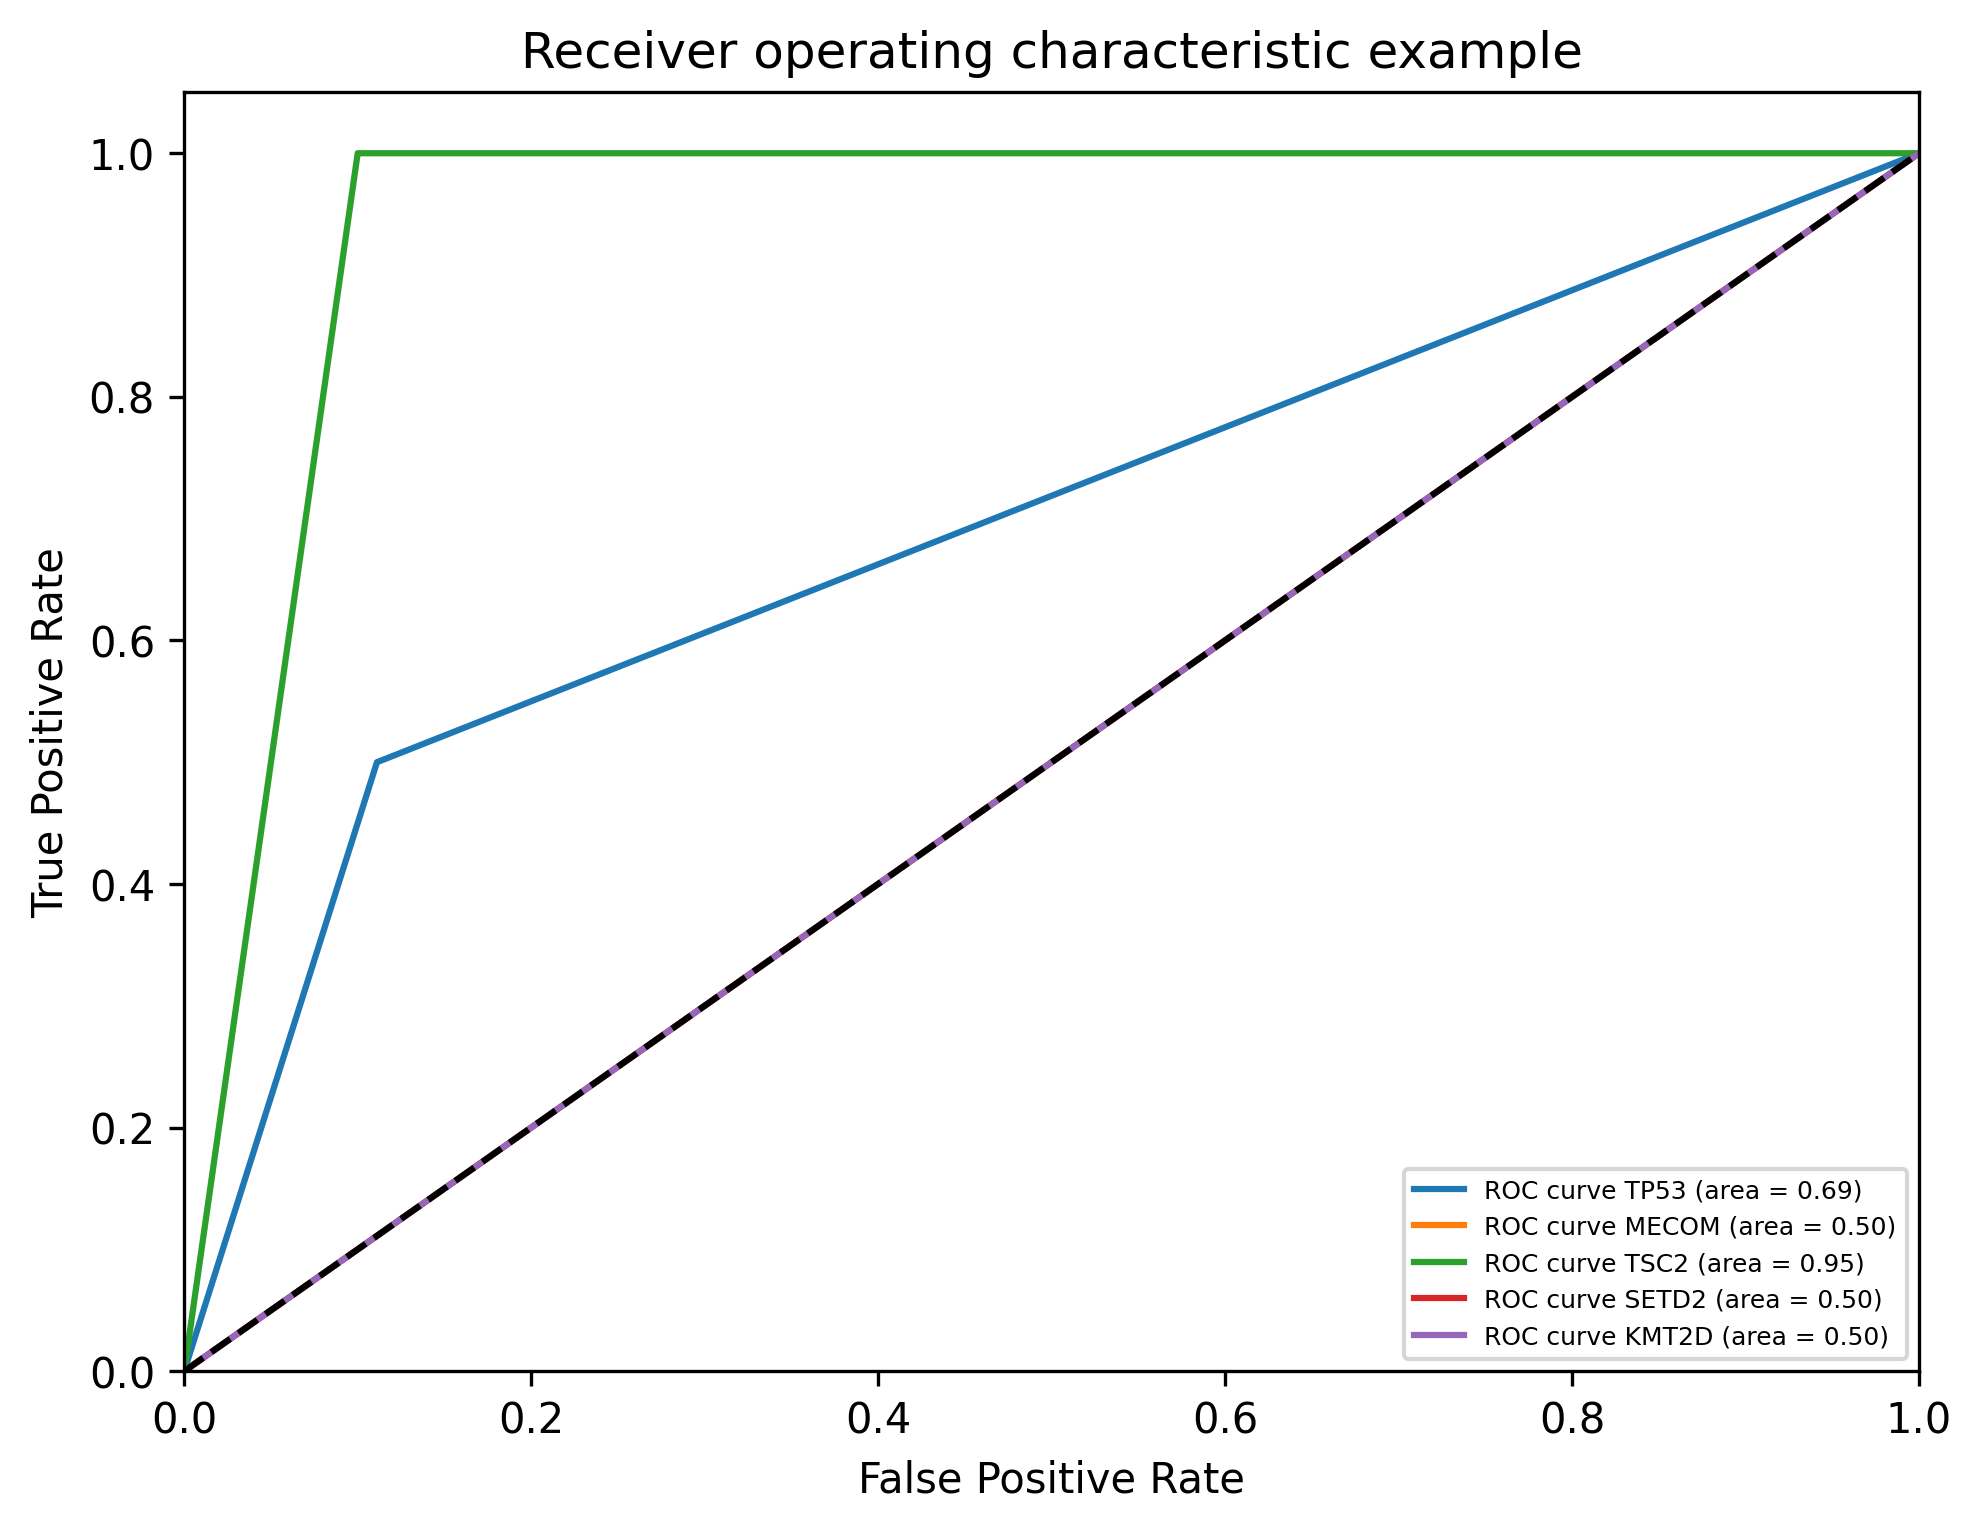 Receiver operating characteristic example
True Positive Rate
1.0
0.8
0.6
0.4
0.2
0.0
ROC curve TP53 (area = 0.69)
ROC curve MECOM (area = 0.50)
ROC curve TSC2 (area = 0.95)
ROC curve SETD2 (area = 0.50)
ROC curve KMT2D (area = 0.50)
0.0 0.2 0.4 0.6 0.8 1.0
False Positive Rate